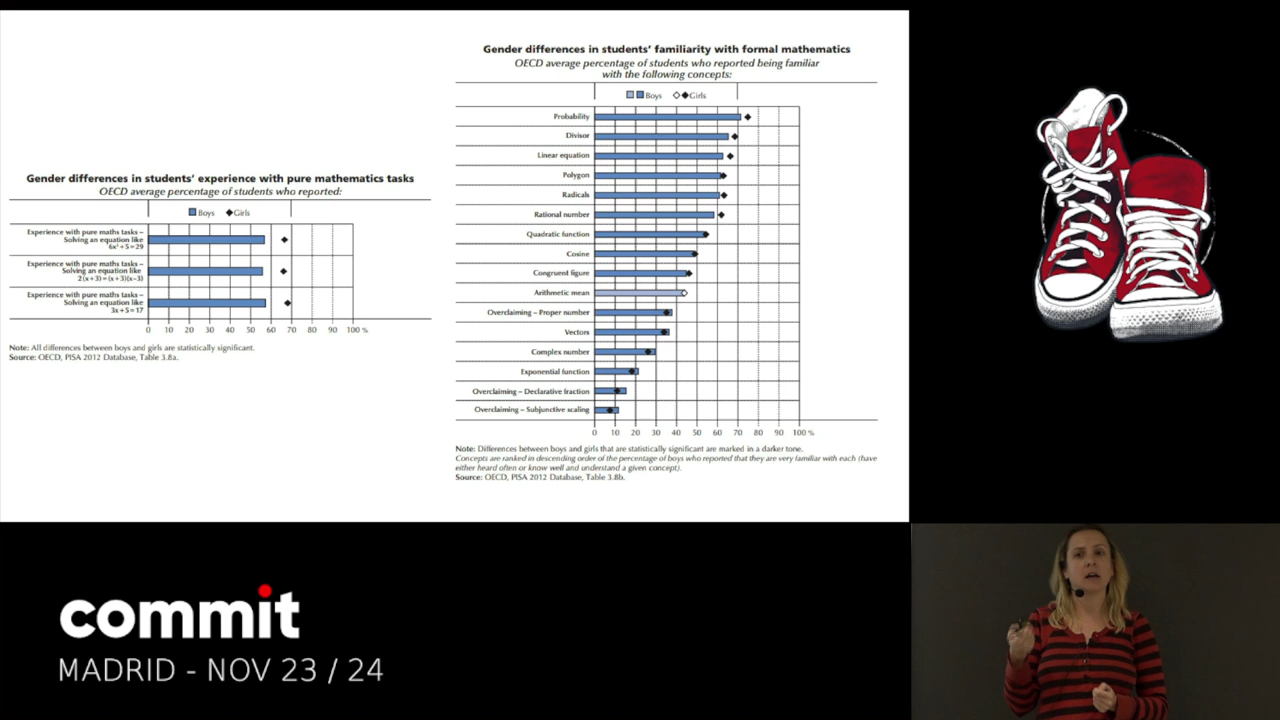 Gender differences in students' experience with pure mathematics tasks
OECD average percentage of students who reported:
Boys Girls
Experience with pure maths tasks –
Solving an equation like
6x² + 5 = 29
Experience with pure maths tasks –
Solving an equation like
2(x+3) = (x+3)(x–3)
Experience with pure maths tasks –
Solving an equation like
3x + 5 = 17
0 10 20 30 40 50 60 70 80 90 100 %
Note: All differences between boys and girls are statistically significant.
Source: OECD, PISA 2012 Database, Table 3.8a.
Gender differences in students' familiarity with formal mathematics
OECD average percentage of students who reported being familiar
with the following concepts:
Boys Girls
Probability
Divisor
Linear equation
Polygon
Radicals
Rational number
Quadratic function
Cosine
Congruent figure
Arithmetic mean
Overclaiming – Proper number
Vectors
Complex number
Exponential function
Overclaiming – Declarative fraction
Overclaiming – Subjunctive scaling
0 10 20 30 40 50 60 70 80 90 100 %
Note: Differences between boys and girls that are statistically significant are marked in a darker tone.
Concepts are ranked in descending order of the percentage of boys who reported that they are very familiar with each (have
either heard often or know well and understand a given concept).
Source: OECD, PISA 2012 Database, Table 3.8b.
commit
MADRID - NOV 23 / 24